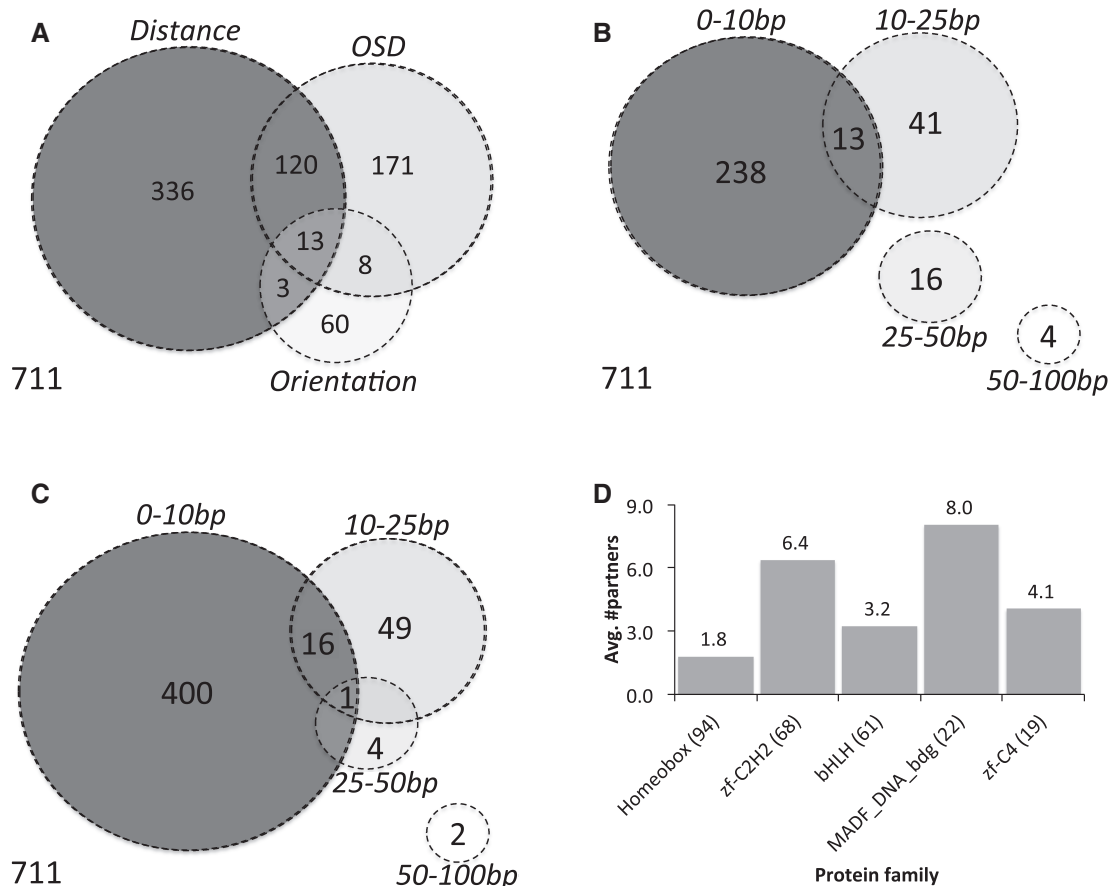 A
Distance
OSD
336
120
171
13
8
3
60
Orientation
711
B
0-10bp
10-25bp
238
13
41
16
25-50bp
4
50-100bp
711
C
0-10bp
10-25bp
400
16
49
1
4
25-50bp
2
50-100bp
711
D
Avg. #partners
9.0
6.0
3.0
0.0
1.8
6.4
3.2
8.0
4.1
Homeobox (94)
zf-C2H2 (68)
bHLH (61)
MADF_DNA_bdg (22)
zf-C4 (19)
Protein family